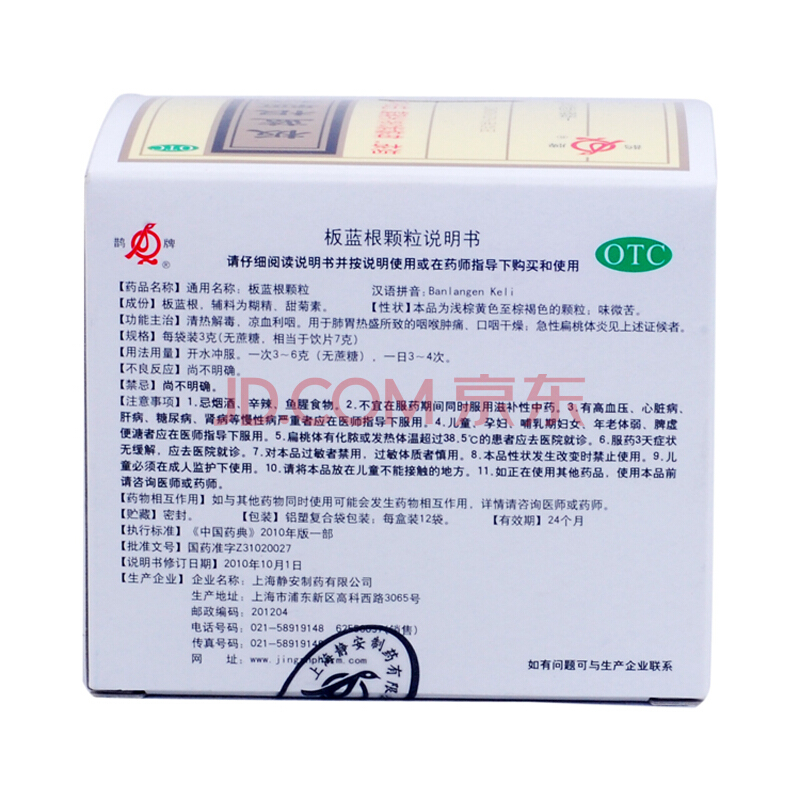 OTC
鹊牌
®
板蓝根颗粒说明书
请仔细阅读说明书并按说明使用或在药师指导下购买和使用
OTC
【药品名称】通用名称：板蓝根颗粒 汉语拼音：Banlangen Keli
【成份】板蓝根，辅料为糊精、甜菊素。 【性状】本品为浅棕黄色至棕褐色的颗粒；味微苦。
【功能主治】清热解毒，凉血利咽。用于肺胃热盛所致的咽喉肿痛、口咽干燥；急性扁桃体炎见上述证候者。
【规格】每袋装3克(无蔗糖，相当于饮片7克)
【用法用量】开水冲服。一次3~6克(无蔗糖)，一日3~4次。
【不良反应】尚不明确。
【禁忌】尚不明确。
【注意事项】1.忌烟酒、辛辣、鱼腥食物。2.不宜在服药期间同时服用滋补性中药。3.有高血压、心脏病、
肝病、糖尿病、肾病等慢性病严重者应在医师指导下服用。4.儿童、孕妇、哺乳期妇女、年老体弱、脾虚
便溏者应在医师指导下服用。5.扁桃体有化脓或发热体温超过38.5℃的患者应去医院就诊。6.服药3天症状
无缓解，应去医院就诊。7.对本品过敏者禁用，过敏体质者慎用。8.本品性状发生改变时禁止使用。9.儿
童必须在成人监护下使用。10.请将本品放在儿童不能接触的地方。11.如正在使用其他药品，使用本品前
请咨询医师或药师。
JD.COM 京东
【药物相互作用】如与其他药物同时使用可能会发生药物相互作用，详情请咨询医师或药师。
【贮藏】密封。 【包装】铝塑复合袋包装；每盒装12袋。 【有效期】24个月
【执行标准】《中国药典》2010年版一部
【批准文号】国药准字Z31020027
【说明书修订日期】2010年10月1日
【生产企业】企业名称：上海静安制药有限公司
生产地址：上海市浦东新区高科西路3065号
邮政编码：201204
电话号码：021-58919148 (销售)
传真号码：021-58919148
网 址：www.jinganpharm.com
上海静安制药有限
如有问题可与生产企业联系